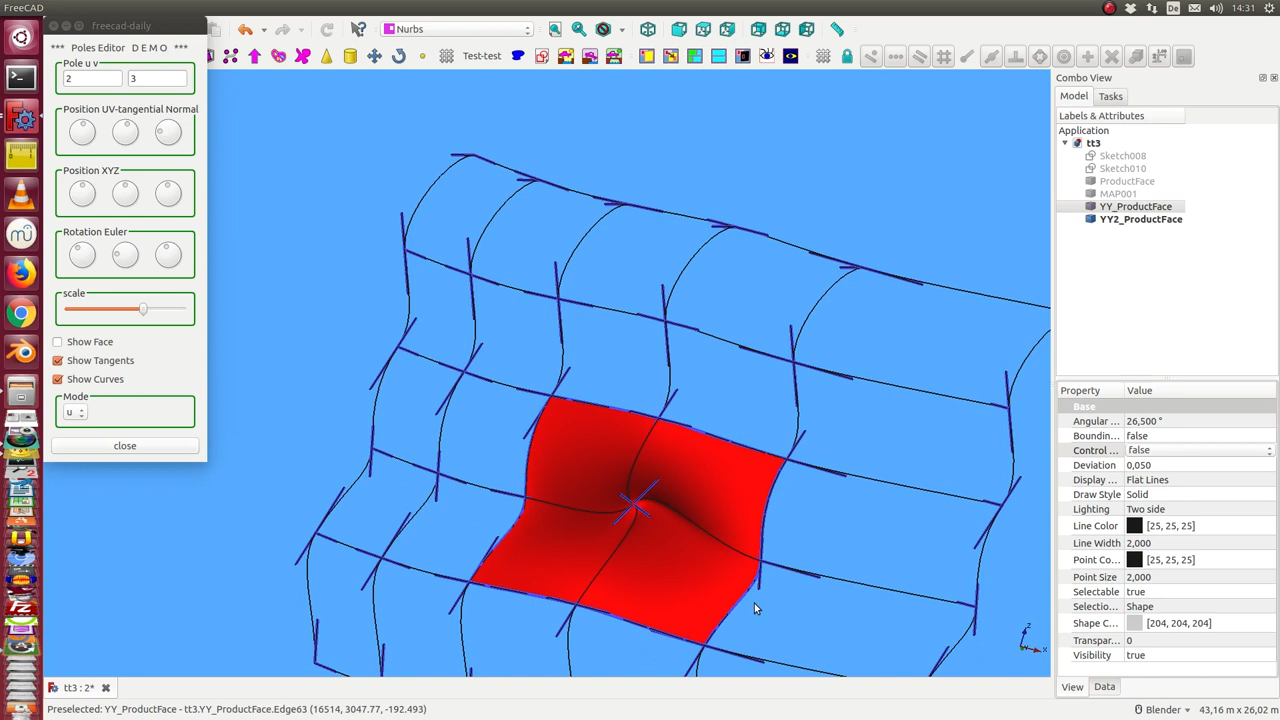 FreeCAD
De
14:31
freecad-daily
*** Poles Editor D E M O ***
Pole u v
2
3
Position UV-tangential Normal
Position XYZ
Rotation Euler
scale
Show Face
Show Tangents
Show Curves
Mode
u
close
Nurbs
Test-test
Combo View
Model
Tasks
Labels & Attributes
Application
tt3
Sketch008
Sketch010
ProductFace
MAP001
YY_ProductFace
YY2_ProductFace
Property
Value
Base
Angular ...
26,500 °
Boundin...
false
Control ...
false
Deviation
0,050
Display ...
Flat Lines
Draw Style
Solid
Lighting
Two side
Line Color
[25, 25, 25]
Line Width
2,000
Point Co...
[25, 25, 25]
Point Size
2,000
Selectable
true
Selectio...
Shape
Shape C...
[204, 204, 204]
Transpar...
0
Visibility
true
View
Data
z
x
tt3 : 2*
Preselected: YY_ProductFace - tt3.YY_ProductFace.Edge63 (16514, 3047.77, -192.493)
Blender
43,16 m x 26,02 m